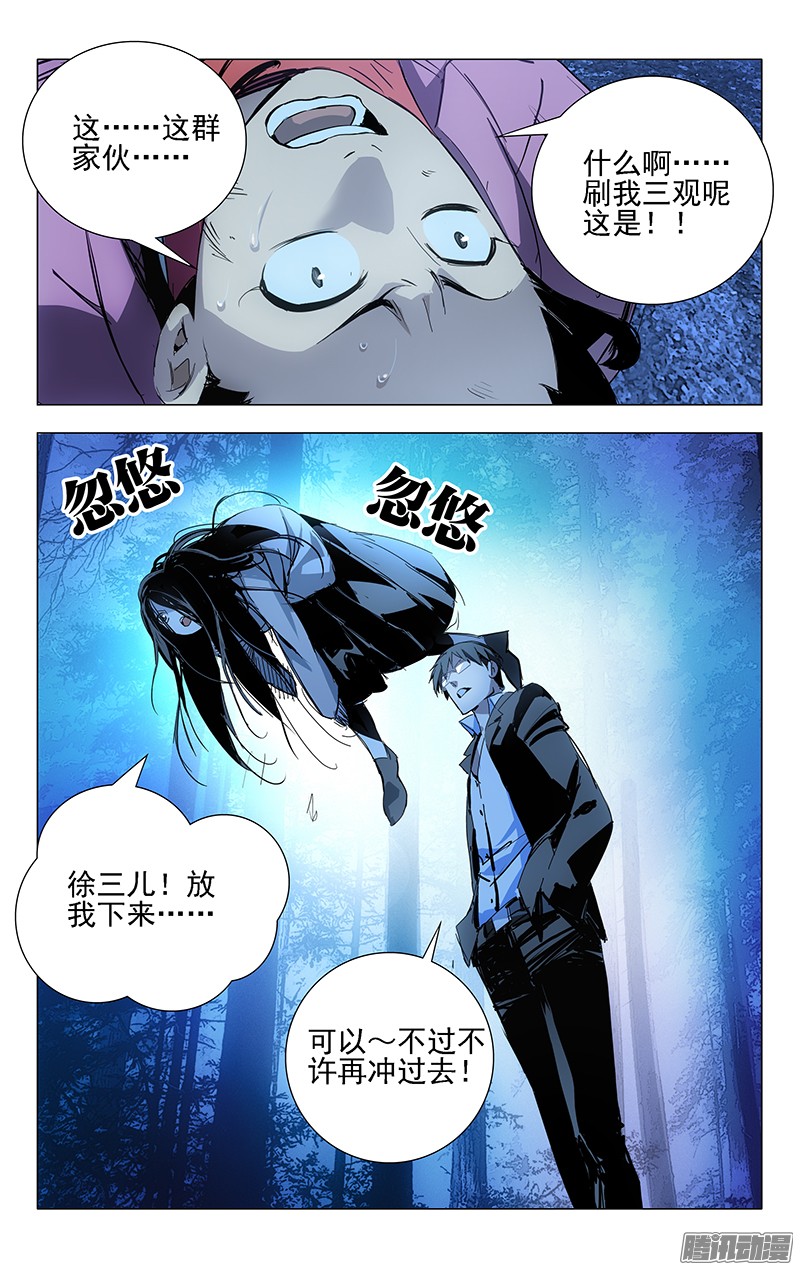 这……这群
家伙……
什么啊……
刷我三观呢
这是！！
忽悠
忽悠
徐三儿！放
我下来……
可以～不过不
许再冲过去！
腾讯动漫